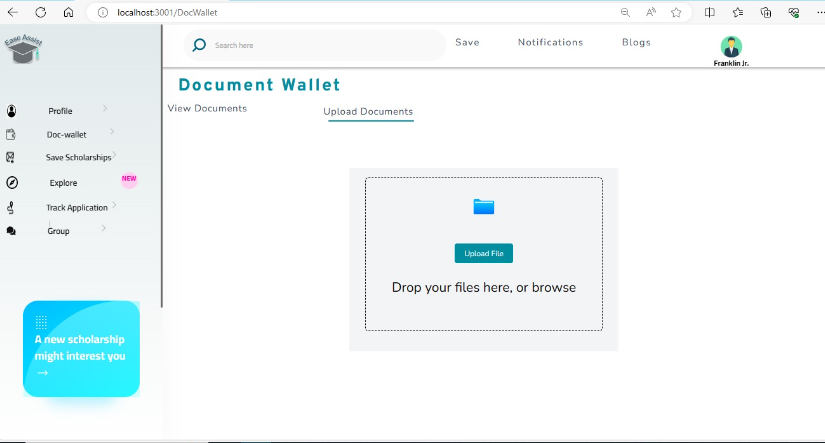 localhost:3001/DocWallet
Ease Assist
Search here
Save
Notifications
Blogs
Franklin Jr.
Profile
Doc-wallet
Save Scholarships
Explore
NEW
Track Application
Group
A new scholarship
might interest you
Document Wallet
View Documents
Upload Documents
Upload File
Drop your files here, or browse